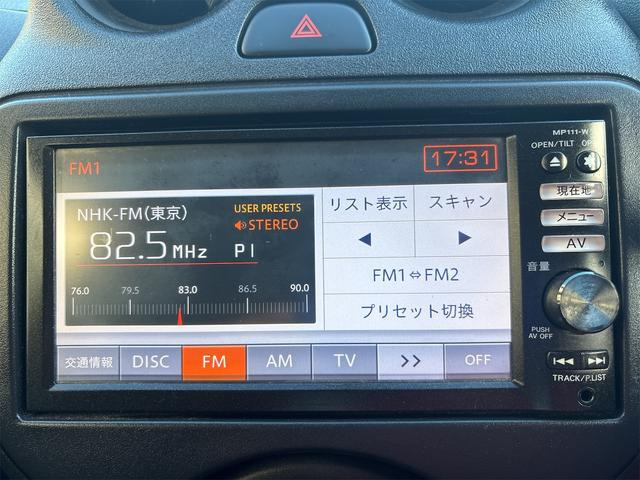 MP111-W
OPEN/TILT
FM1
17:31
NHK-FM(東京)
USER PRESETS
STEREO
82.5MHz P1
76.0 79.5 83.0 86.5 90.0
リスト表示 スキャン
◀ ▶
FM1⇔FM2
プリセット切換
交通情報 DISC FM AM TV >> OFF
現在地
メニュー
AV
音量
PUSH
AV OFF
TRACK/P.LIST